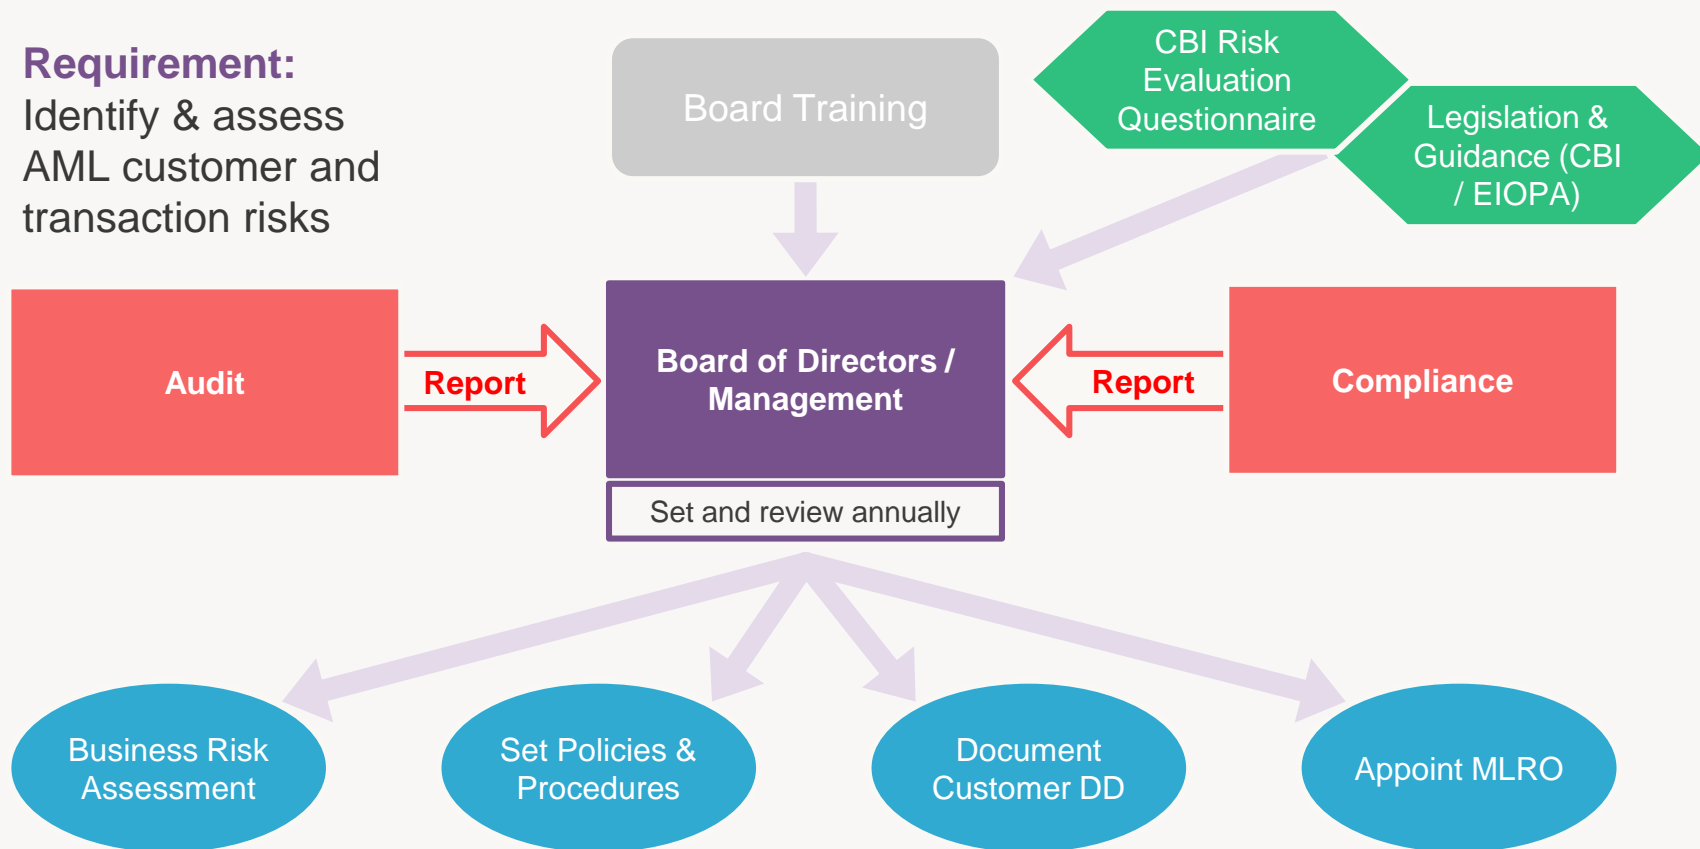 Requirement:
Identify & assess
AML customer and
transaction risks
Board Training
CBI Risk
Evaluation
Questionnaire
Legislation &
Guidance (CBI
/ EIOPA)
Audit
Report
Board of Directors /
Management
Report
Compliance
Set and review annually
Business Risk
Assessment
Set Policies &
Procedures
Document
Customer DD
Appoint MLRO